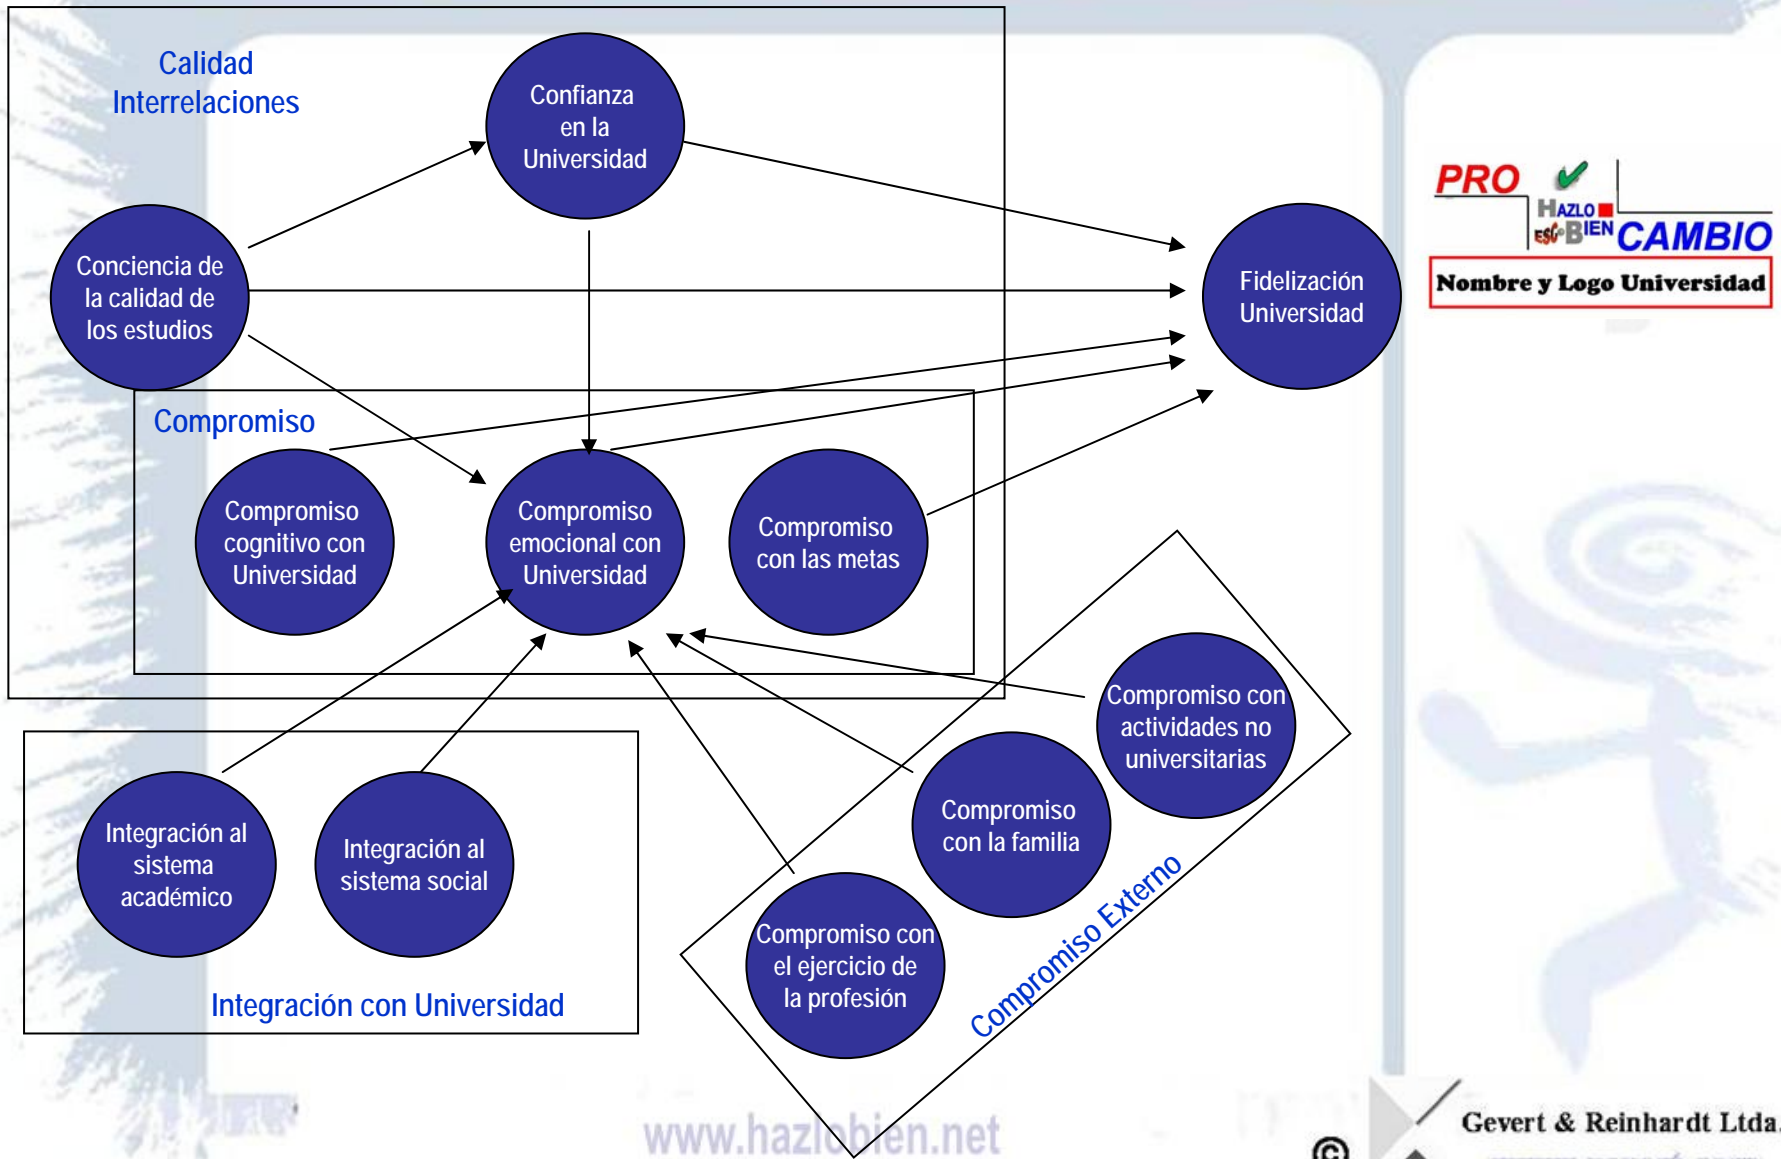 Calidad
Interrelaciones
Confianza
en la
Universidad
Conciencia de
la calidad de
los estudios
Fidelización
Universidad
PRO
HAZLO
ESC BIEN
CAMBIO
Nombre y Logo Universidad
Compromiso
Compromiso
cognitivo con
Universidad
Compromiso
emocional con
Universidad
Compromiso
con las metas
Compromiso con
actividades no
universitarias
Compromiso
con la familia
Compromiso con
el ejercicio de
la profesión
Compromiso Externo
Integración al
sistema
académico
Integración al
sistema social
Integración con Universidad
www.hazlobien.net
©
Gevert & Reinhardt Ltda.